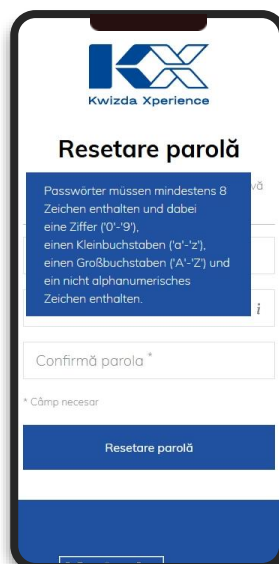 KX
Kwizda Xperience
Resetare parolă
Passwörter müssen mindestens 8
Zeichen enthalten und dabei
eine Ziffer ('0'-'9'),
einen Kleinbuchstaben ('a'-'z'),
einen Großbuchstaben ('A'-'Z') und
ein nicht alphanumerisches
Zeichen enthalten.
i
Confirmă parola *
* Câmp necesar
Resetare parolă